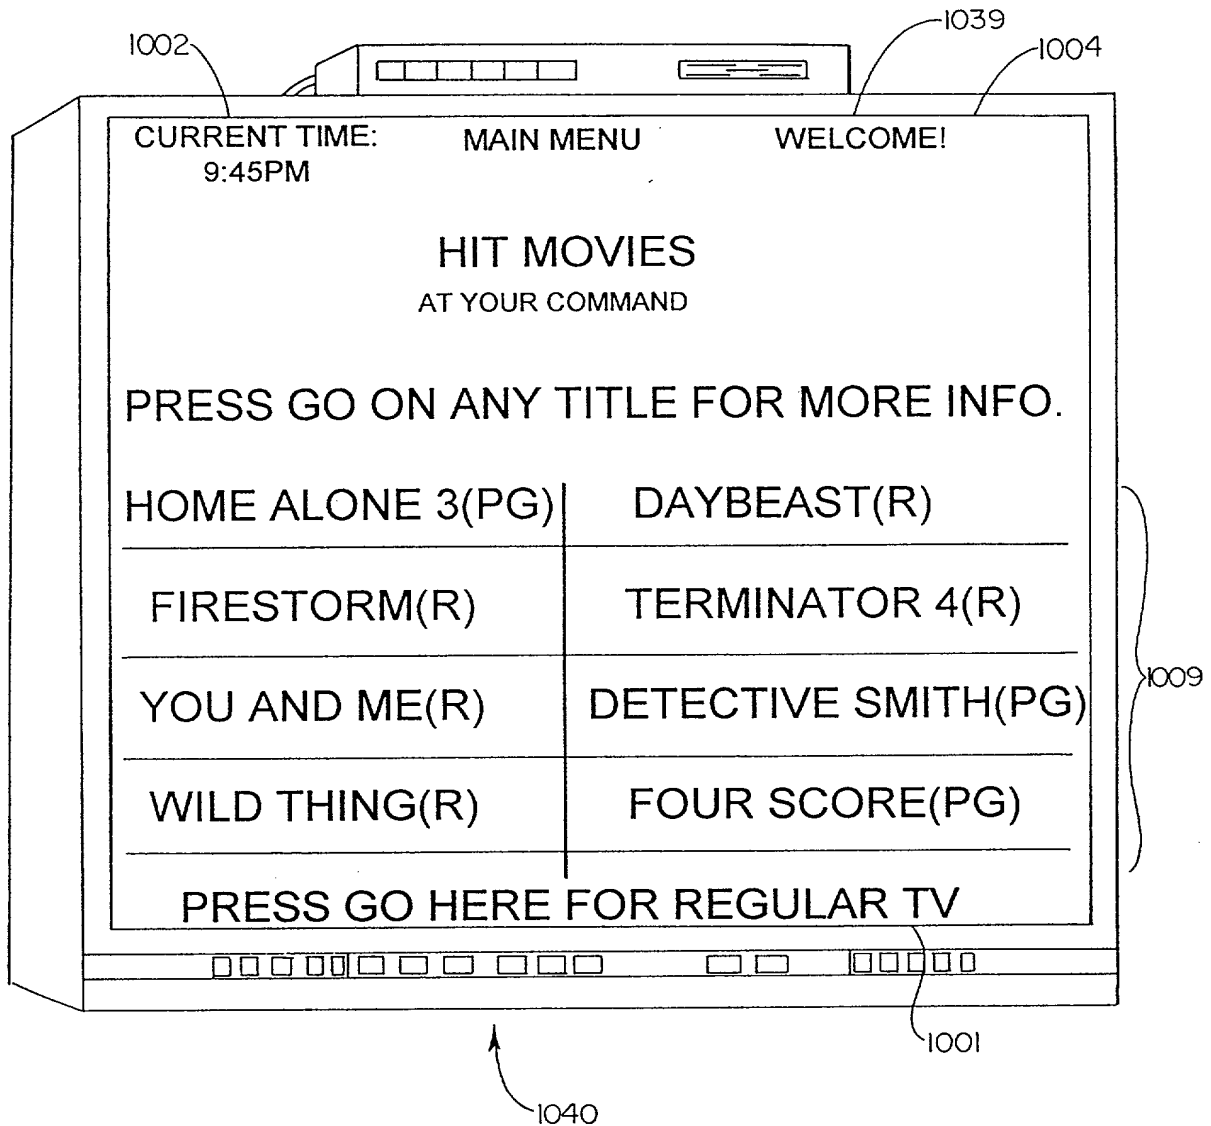 1002
1039
1004
CURRENT TIME: MAIN MENU WELCOME!
9:45PM
HIT MOVIES
AT YOUR COMMAND
PRESS GO ON ANY TITLE FOR MORE INFO.
HOME ALONE 3(PG) DAYBEAST(R)
FIRESTORM(R) TERMINATOR 4(R)
1009
YOU AND ME(R) DETECTIVE SMITH(PG)
WILD THING(R) FOUR SCORE(PG)
PRESS GO HERE FOR REGULAR TV
1001
1040